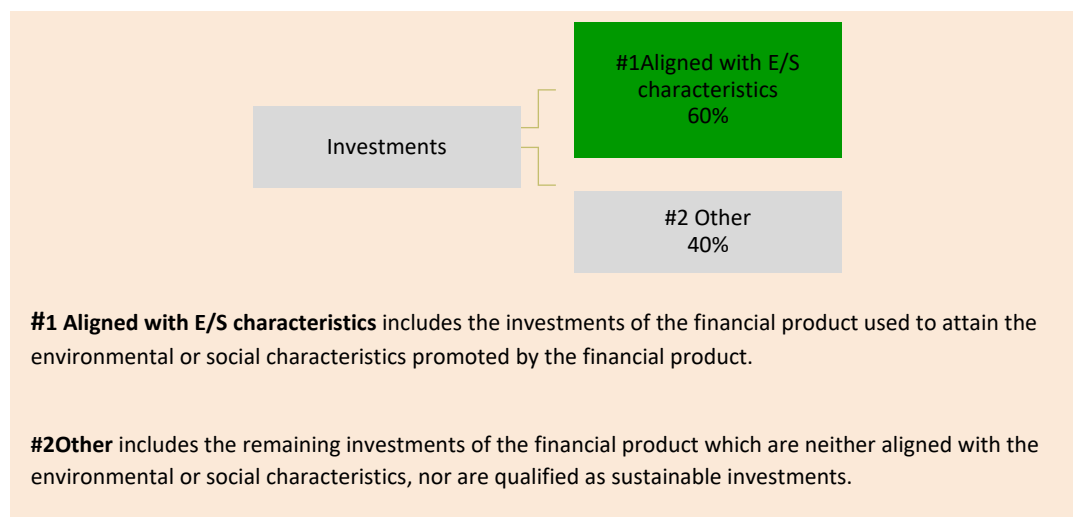 #1Aligned with E/S
characteristics
60%
Investments
#2 Other
40%
#1 Aligned with E/S characteristics includes the investments of the financial product used to attain the
environmental or social characteristics promoted by the financial product.
#2Other includes the remaining investments of the financial product which are neither aligned with the
environmental or social characteristics, nor are qualified as sustainable investments.